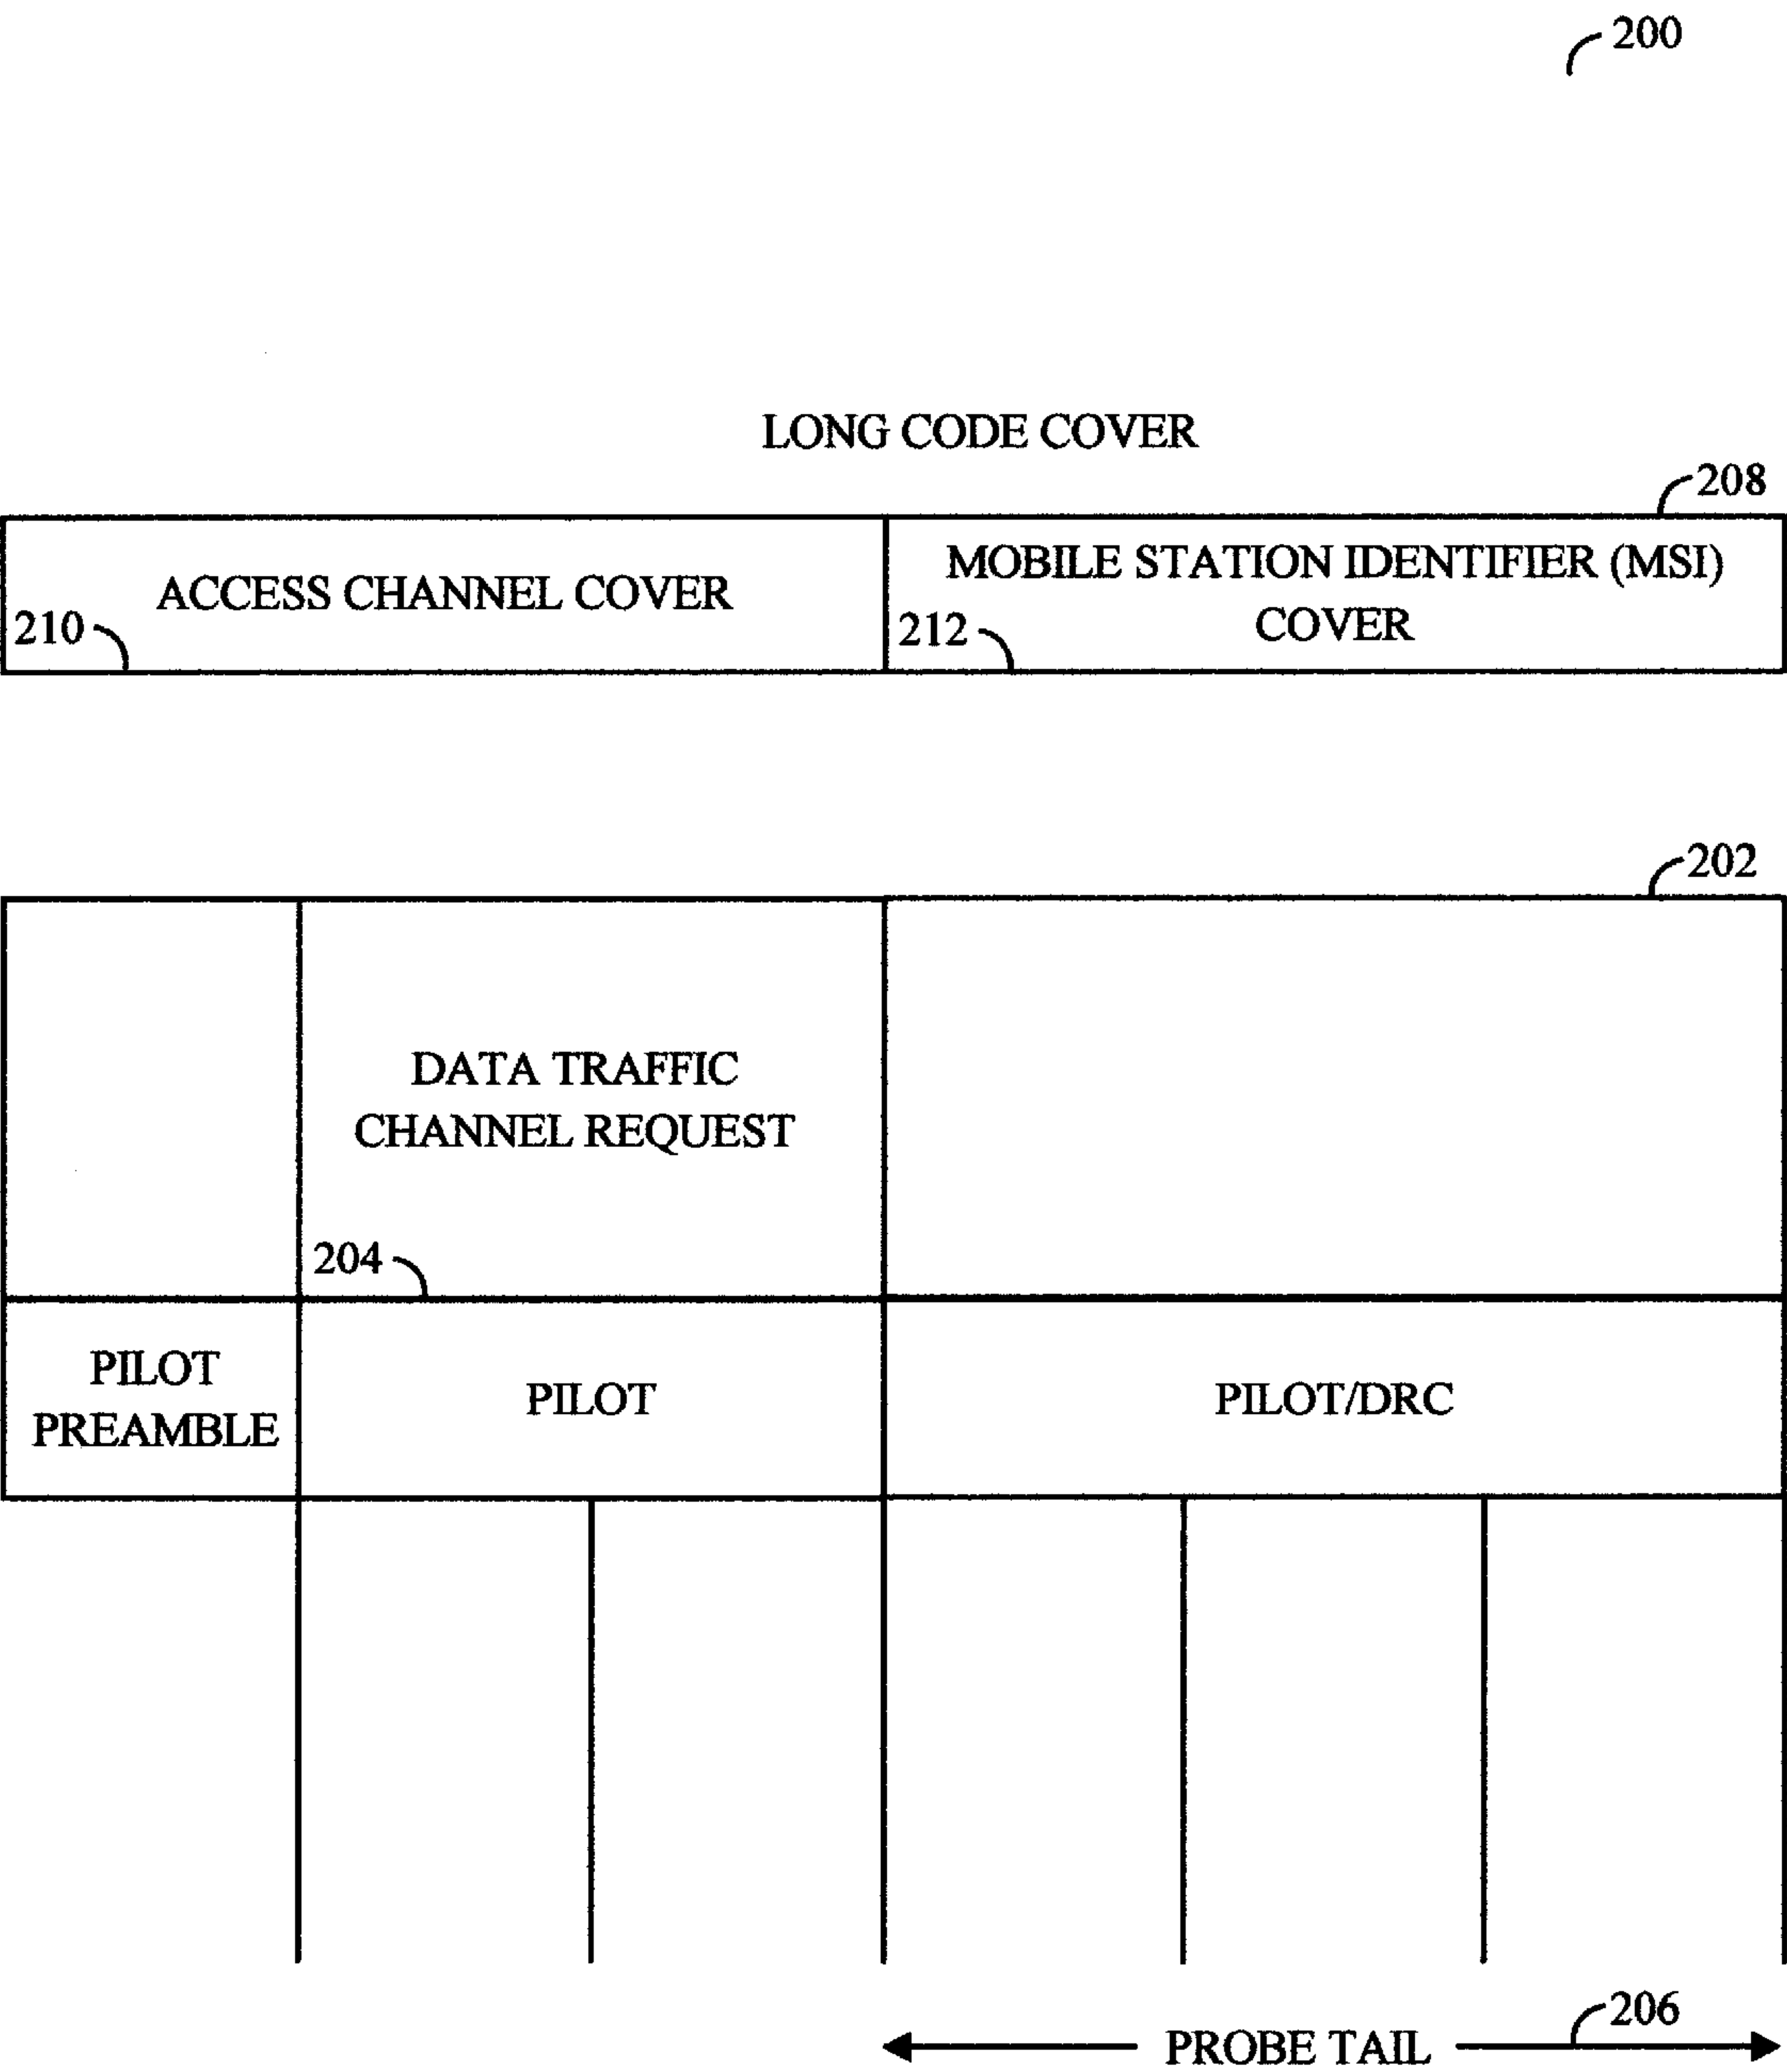 200
LONG CODE COVER
208
ACCESS CHANNEL COVER
210
MOBILE STATION IDENTIFIER (MSI)
COVER
212
202
DATA TRAFFIC
CHANNEL REQUEST
204
PILOT
PREAMBLE
PILOT
PILOT/DRC
206
PROBE TAIL